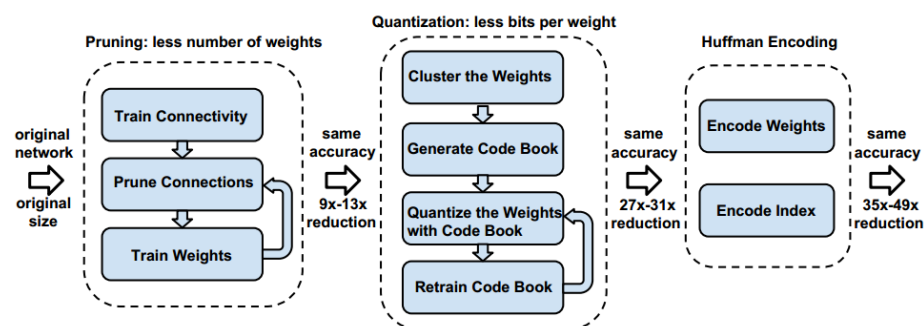 Pruning: less number of weights
Train Connectivity
Prune Connections
Train Weights
original
network
original
size
same
accuracy
9x-13x
reduction
Quantization: less bits per weight
Cluster the Weights
Generate Code Book
Quantize the Weights
with Code Book
Retrain Code Book
same
accuracy
27x-31x
reduction
Huffman Encoding
Encode Weights
Encode Index
same
accuracy
35x-49x
reduction